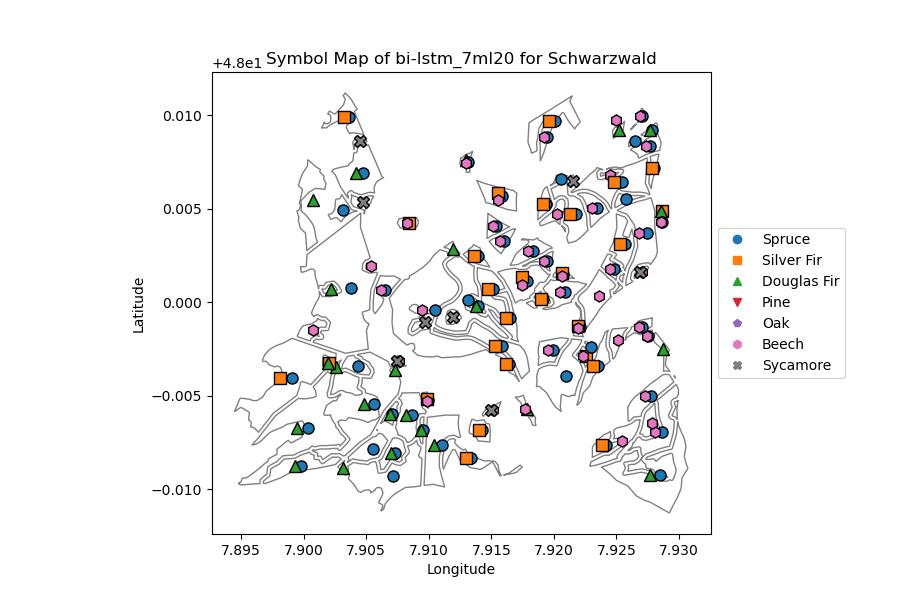 Symbol Map of bi-lstm_7ml20 for Schwarzwald
+4.8e1
0.010
0.005
0.000
−0.005
−0.010
Latitude
7.895 7.900 7.905 7.910 7.915 7.920 7.925 7.930
Longitude
Spruce
Silver Fir
Douglas Fir
Pine
Oak
Beech
Sycamore